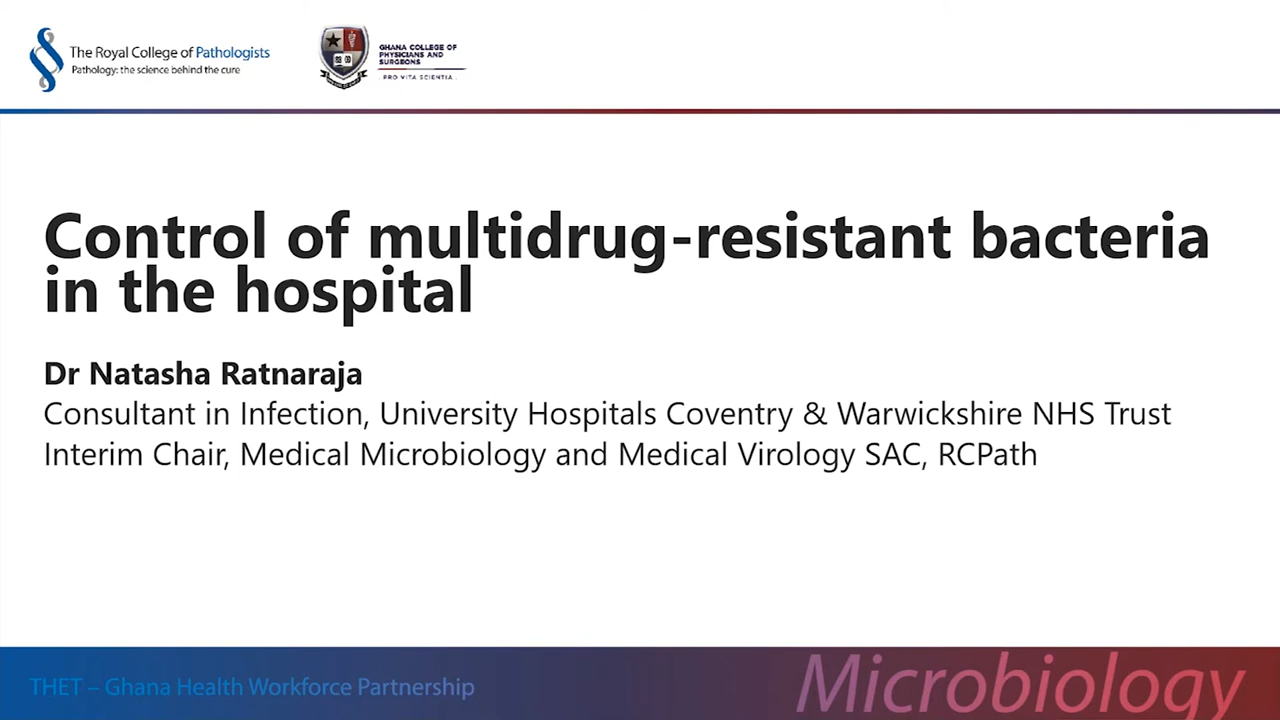 The Royal College of Pathologists
Pathology: the science behind the cure
GHANA COLLEGE OF
PHYSICIANS AND
SURGEONS
PRO VITA SCIENTIA
Control of multidrug-resistant bacteria
in the hospital
Dr Natasha Ratnaraja
Consultant in Infection, University Hospitals Coventry & Warwickshire NHS Trust
Interim Chair, Medical Microbiology and Medical Virology SAC, RCPath
THET – Ghana Health Workforce Partnership
Microbiology